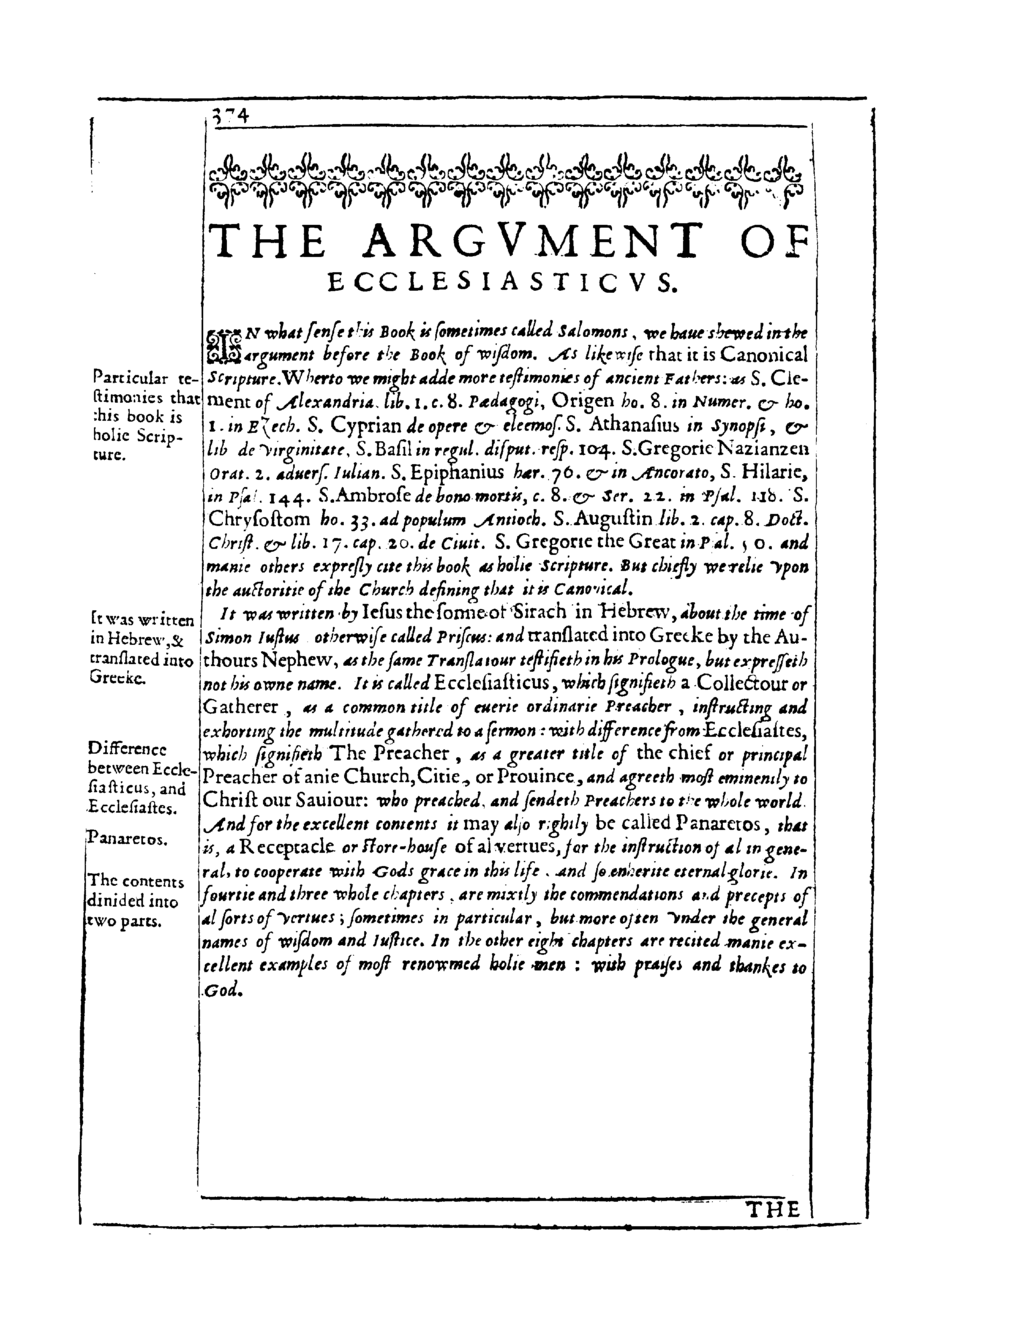 374
THE ARGVMENT OF
ECCLESIASTICVS.
IN what ſenſe this Book is ſometimes called Salomons, we haue shewed in the
argument before the Book of wiſdom. As likewiſe that it is Canonical
Scripture. Wherto we might adde more teſtimonies of ancient Fathers: as S. Cle-
ment of Alexandria. lib. 1. c. 8. Pædagogi, Origen ho. 8. in Numer. & ho.
1. in Ezech. S. Cyprian de opere & eleemoſ. S. Athanaſius in Synopſi, &
lib de virginitate, S. Baſil in regul. diſput. reſp. 104. S. Gregorie Nazianzen
Orat. 2. aduerſ. Iulian. S. Epiphanius hær. 76. & in Ancorato, S. Hilarie,
in Pſal. 144. S. Ambroſe de bono mortis, c. 8. & Ser. 22. in Pſal. 118. S.
Chryſoſtom ho. 33. ad populum Antioch. S. Auguſtin lib. 2. cap. 8. Doct.
Chriſt. & lib. 17. cap. 20. de Ciuit. S. Gregorie the Great in Pſal. 50. and
manie others expreſly cite this book as holie Scripture. But chiefly we relie vpon
the auctoritie of the Church defining that it is Canonical.
It was written by Ieſus the ſonne of Sirach in Hebrew, about the time of
Simon Iuſtus otherwiſe called Priſcus: and tranſlated into Greeke by the Au-
thours Nephew, as the ſame Tranſlatour teſtifieth in his Prologue, but expreſſeth
not his owne name. It is called Eccleſiaſticus, which ſignifieth a Collectour or
Gatherer, as a common title of euerie ordinarie Preacher, inſtructing and
exhorting the multitude gathered to a ſermon: with difference from Eccleſiaſtes,
which ſignifieth The Preacher, as a greater title of the chief or principal
Preacher of anie Church, Citie, or Prouince, and agreeth moſt eminently to
Chriſt our Sauiour: who preached, and ſendeth Preachers to the whole world.
And for the excellent contents it may alſo rightly be called Panaretos, that
is, a Receptacle or ſtore-houſe of al vertues, for the inſtruction of al in gene-
ral, to cooperate with Gods grace in this life, and ſo enherite eternal glorie. In
fourtie and three whole chapters, are mixtly the commendations and precepts of
al ſorts of vertues; ſometimes in particular, but more often vnder the general
names of wiſdom and Iuſtice. In the other eight chapters are recited manie ex-
cellent examples of moſt renowmed holie men: with prayſes and thankes to
God.
Particular te-
ſtimonies that
this book is
holie Scrip-
ture.
It was written
in Hebrew, &
tranſlated into
Greeke.
Difference
between Eccle-
ſiaſticus, and
Eccleſiaſtes.
Panaretos.
The contents
diuided into
two parts.
THE